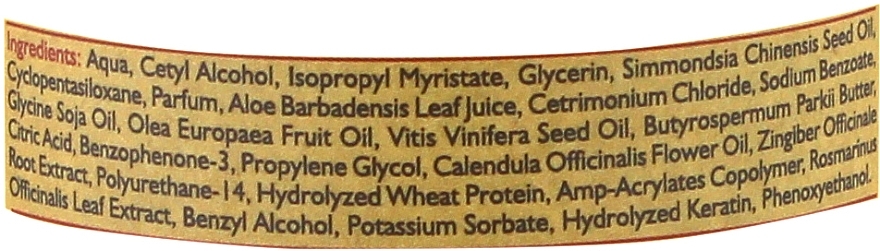 Ingredients: Aqua, Cetyl Alcohol, Isopropyl Myristate, Glycerin, Simmondsia Chinensis Seed Oil,
Cyclopentasiloxane, Parfum, Aloe Barbadensis Leaf Juice, Cetrimonium Chloride, Sodium Benzoate,
Glycine Soja Oil, Olea Europaea Fruit Oil, Vitis Vinifera Seed Oil, Butyrospermum Parkii Butter,
Citric Acid, Benzophenone-3, Propylene Glycol, Calendula Officinalis Flower Oil, Zingiber Officinale
Root Extract, Polyurethane-14, Hydrolyzed Wheat Protein, Amp-Acrylates Copolymer, Rosmarinus
Officinalis Leaf Extract, Benzyl Alcohol, Potassium Sorbate, Hydrolyzed Keratin, Phenoxyethanol.